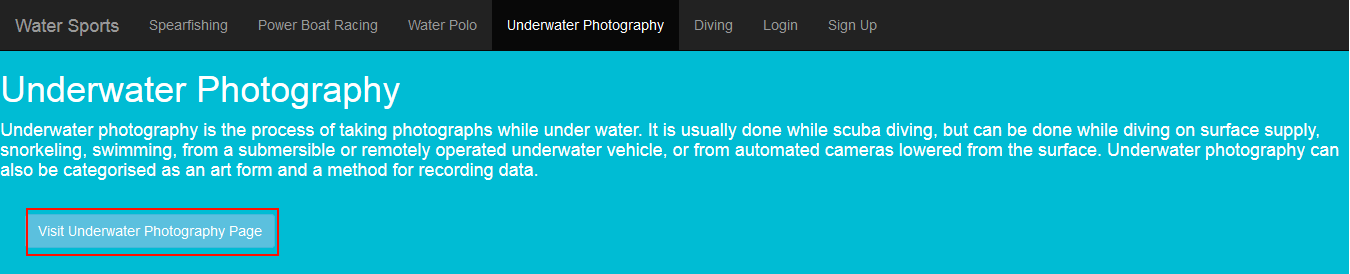 Water Sports Spearfishing Power Boat Racing Water Polo Underwater Photography Diving Login Sign Up
Underwater Photography
Underwater photography is the process of taking photographs while under water. It is usually done while scuba diving, but can be done while diving on surface supply,
snorkeling, swimming, from a submersible or remotely operated underwater vehicle, or from automated cameras lowered from the surface. Underwater photography can
also be categorised as an art form and a method for recording data.
Visit Underwater Photography Page